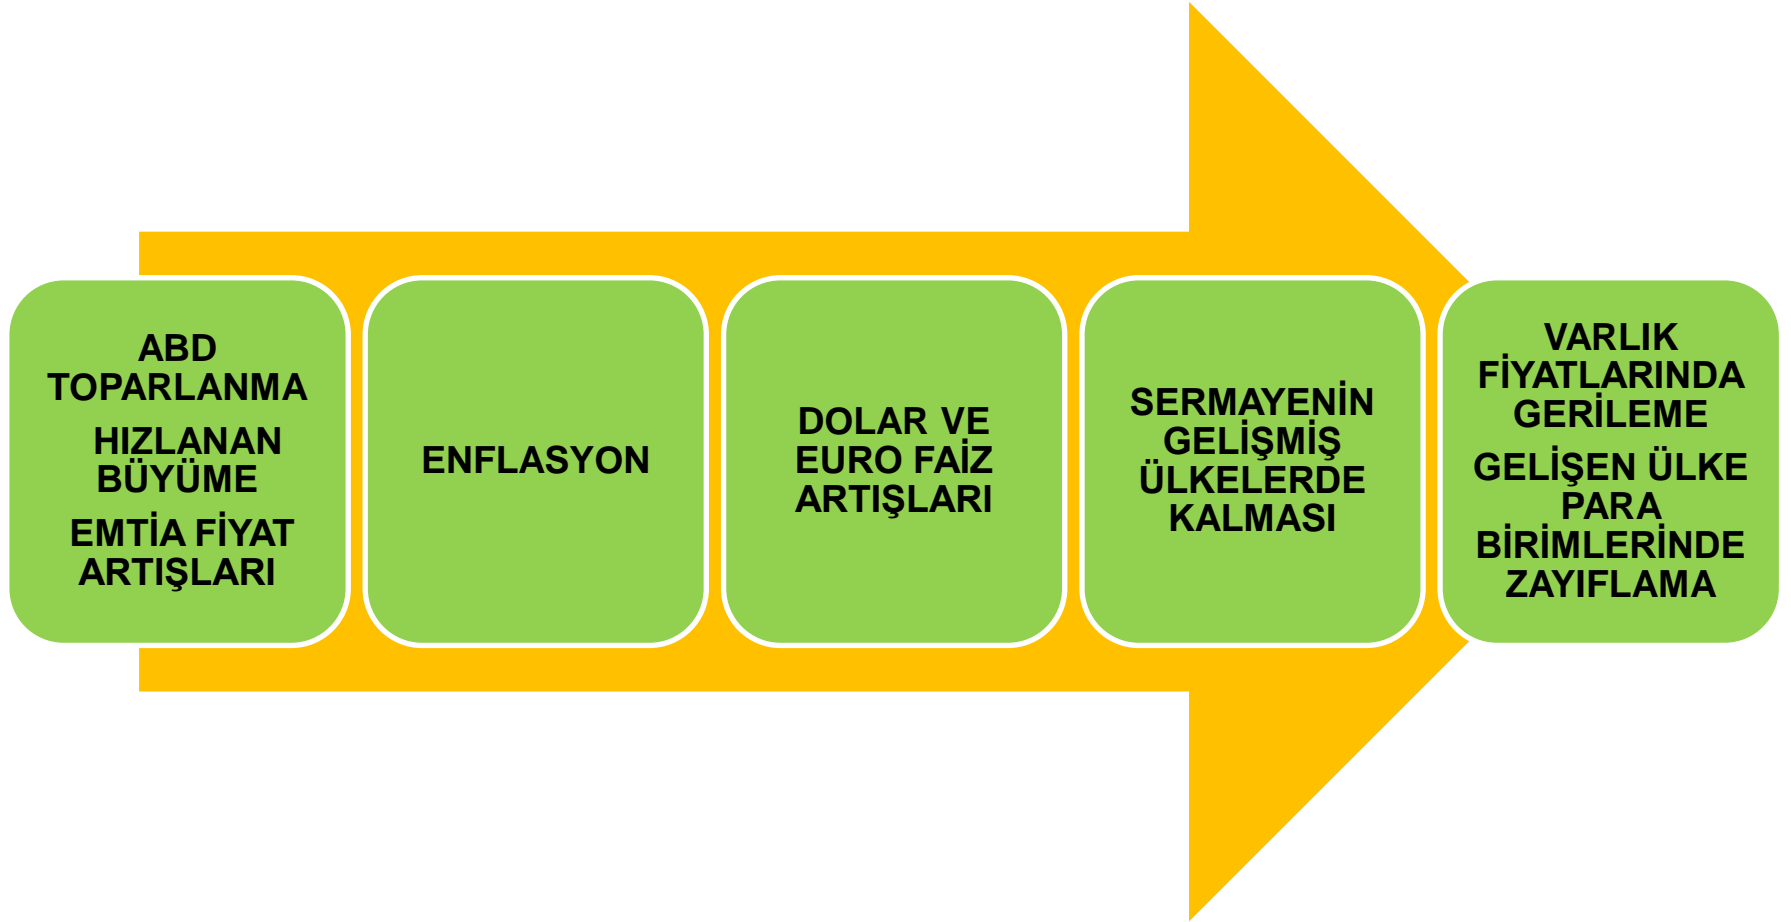 ABD
TOPARLANMA
HIZLANAN
BÜYÜME
EMTİA FİYAT
ARTIŞLARI
ENFLASYON
DOLAR VE
EURO FAİZ
ARTIŞLARI
SERMAYENİN
GELİŞMİŞ
ÜLKELERDE
KALMASI
VARLIK
FİYATLARINDA
GERİLEME
GELİŞEN ÜLKE
PARA
BİRİMLERİNDE
ZAYIFLAMA